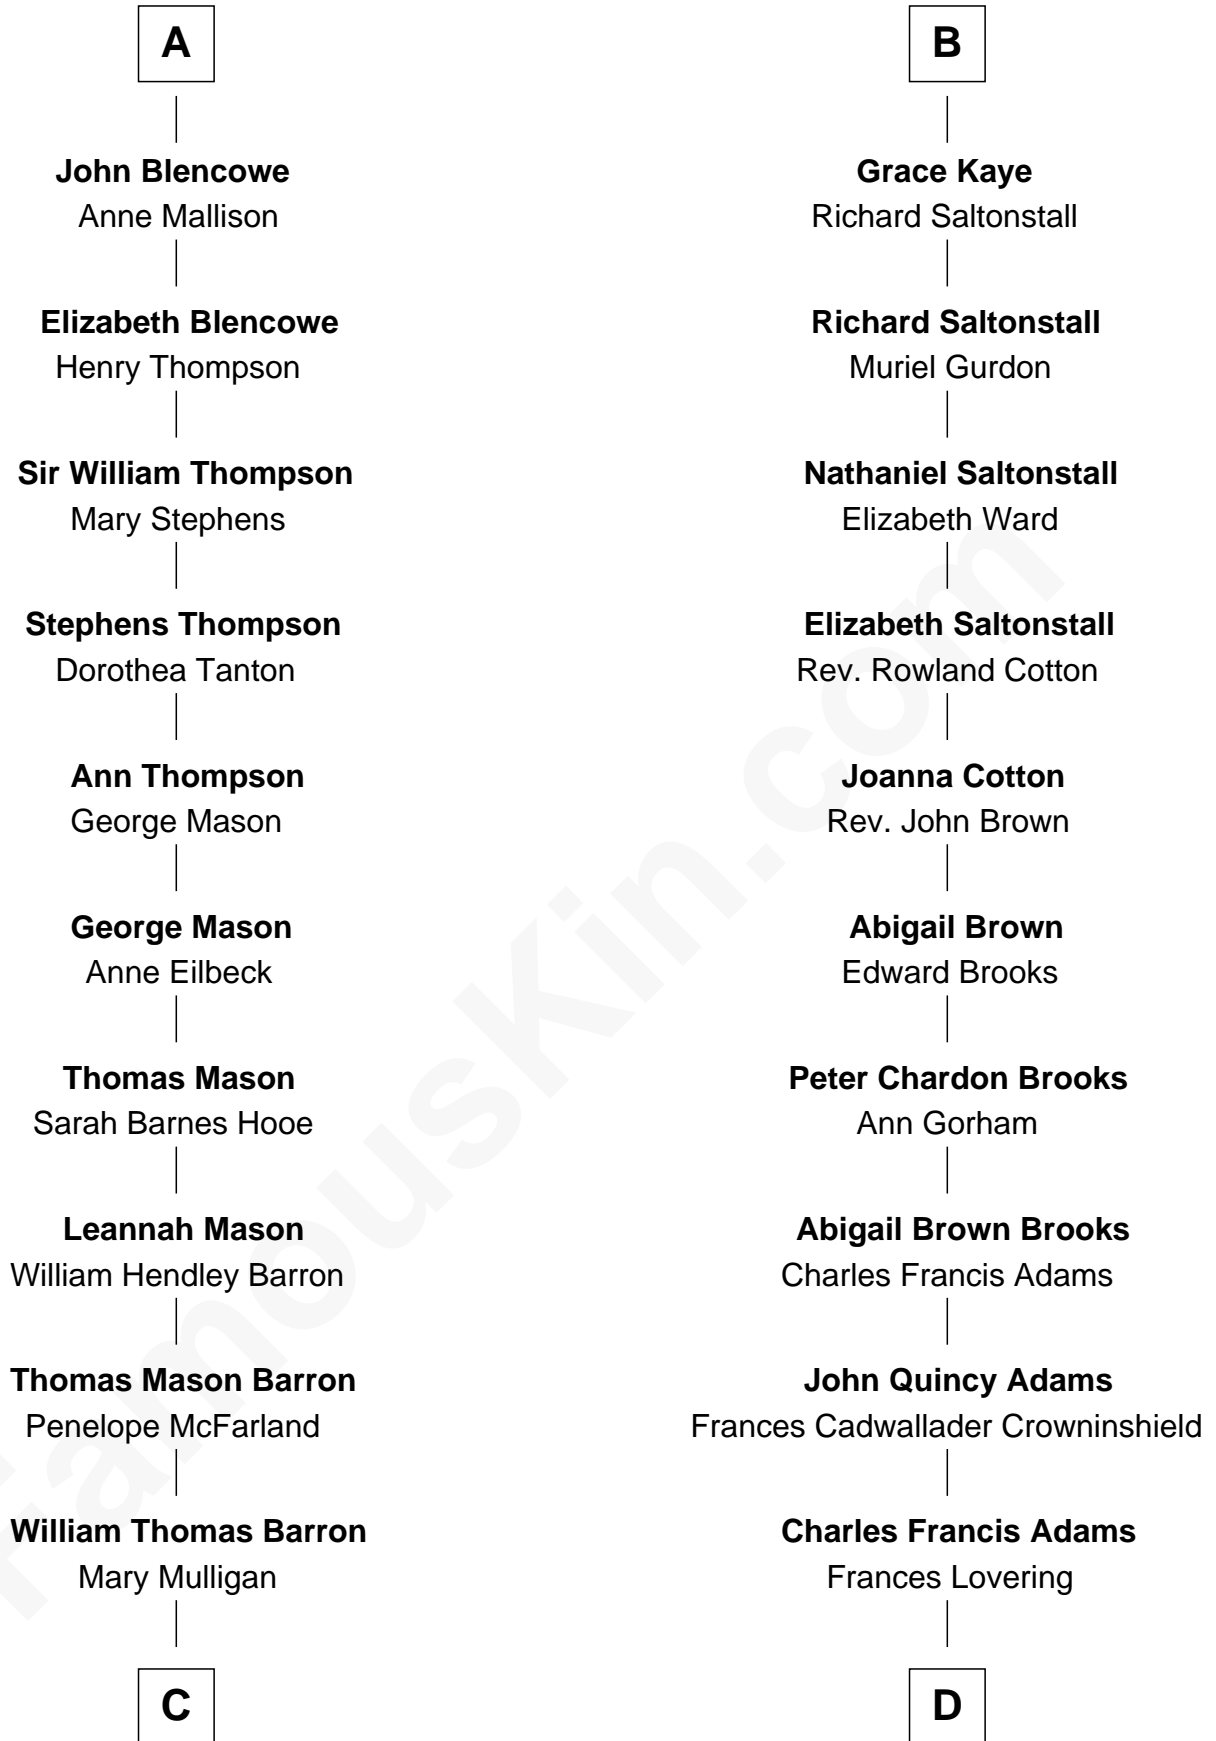 A
John Blencowe
Anne Mallison
Elizabeth Blencowe
Henry Thompson
Sir William Thompson
Mary Stephens
Stephens Thompson
Dorothea Tanton
Ann Thompson
George Mason
George Mason
Anne Eilbeck
Thomas Mason
Sarah Barnes Hooe
Leannah Mason
William Hendley Barron
Thomas Mason Barron
Penelope McFarland
William Thomas Barron
Mary Mulligan
C
B
Grace Kaye
Richard Saltonstall
Richard Saltonstall
Muriel Gurdon
Nathaniel Saltonstall
Elizabeth Ward
Elizabeth Saltonstall
Rev. Rowland Cotton
Joanna Cotton
Rev. John Brown
Abigail Brown
Edward Brooks
Peter Chardon Brooks
Ann Gorham
Abigail Brown Brooks
Charles Francis Adams
John Quincy Adams
Frances Cadwallader Crowninshield
Charles Francis Adams
Frances Lovering
D
FamousKin.com